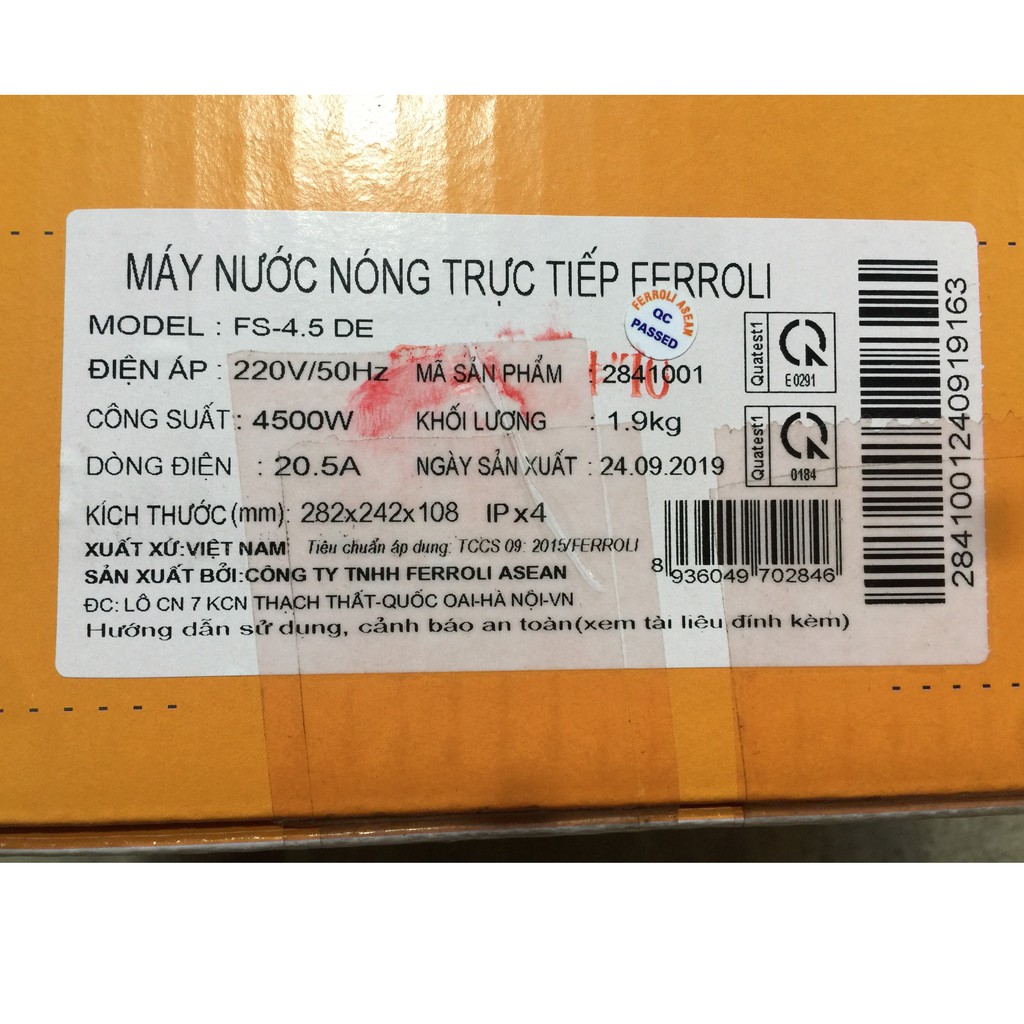 MÁY NƯỚC NÓNG TRỰC TIẾP FERROLI
MODEL : FS-4.5 DE
FERROLI ASEAN
QC
PASSED
ĐIỆN ÁP : 220V/50Hz MÃ SẢN PHẨM : 2841001
CÔNG SUẤT : 4500W KHỐI LƯỢNG : 1.9kg
DÒNG ĐIỆN : 20.5A NGÀY SẢN XUẤT : 24.09.2019
KÍCH THƯỚC (mm): 282x242x108 IPx4
XUẤT XỨ:VIỆT NAM Tiêu chuẩn áp dụng: TCCS 09: 2015/FERROLI
SẢN XUẤT BỞI:CÔNG TY TNHH FERROLI ASEAN
ĐC: LÔ CN 7 KCN THẠCH THẤT-QUỐC OAI-HÀ NỘI-VN
Hướng dẫn sử dụng, cảnh báo an toàn(xem tài liệu đính kèm)
Quatest1
E 0291
Quatest1
0184
8 936049 702846
2841001240919163